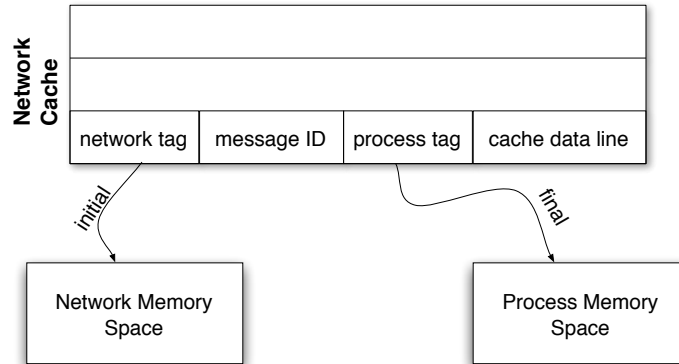 Network
Cache
network tag
message ID
process tag
cache data line
initial
final
Network Memory
Space
Process Memory
Space